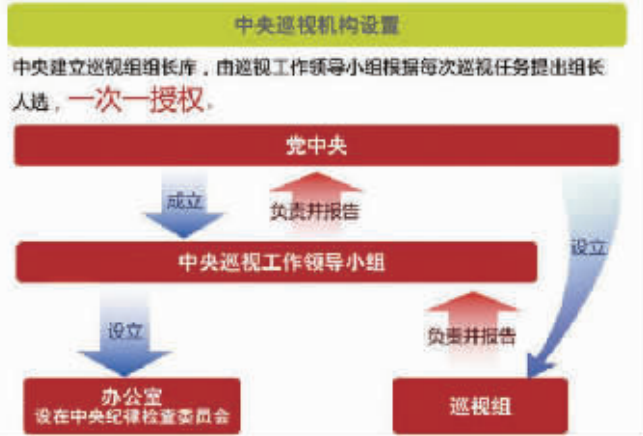 中央巡视机构设置
中央建立巡视组组长库，由巡视工作领导小组根据每次巡视任务提出组长
人选，一次一授权。
党中央
成立
负责并报告
设立
中央巡视工作领导小组
设立
负责并报告
办公室
设在中央纪律检查委员会
巡视组